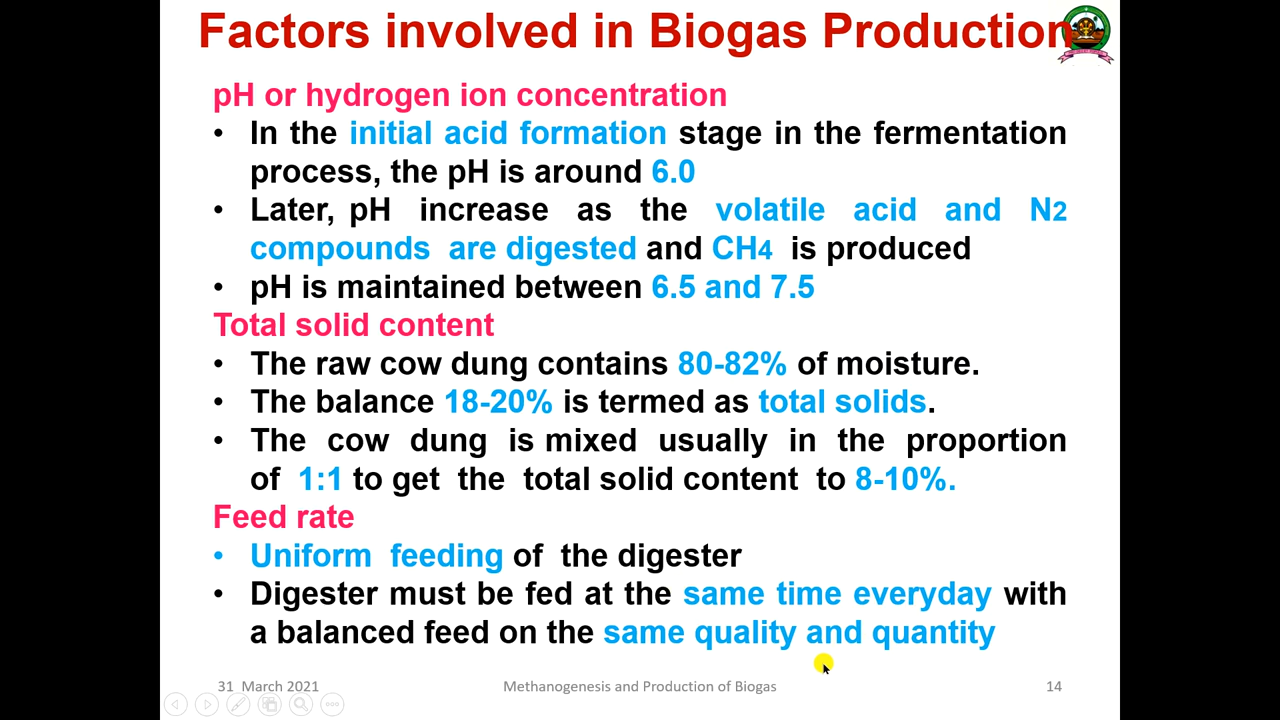 Factors involved in Biogas Production
pH or hydrogen ion concentration
• In the initial acid formation stage in the fermentation
process, the pH is around 6.0
• Later, pH increase as the volatile acid and N2
compounds are digested and CH4 is produced
• pH is maintained between 6.5 and 7.5
Total solid content
• The raw cow dung contains 80-82% of moisture.
• The balance 18-20% is termed as total solids.
• The cow dung is mixed usually in the proportion
of 1:1 to get the total solid content to 8-10%.
Feed rate
• Uniform feeding of the digester
• Digester must be fed at the same time everyday with
a balanced feed on the same quality and quantity
31 March 2021 Methanogenesis and Production of Biogas 14